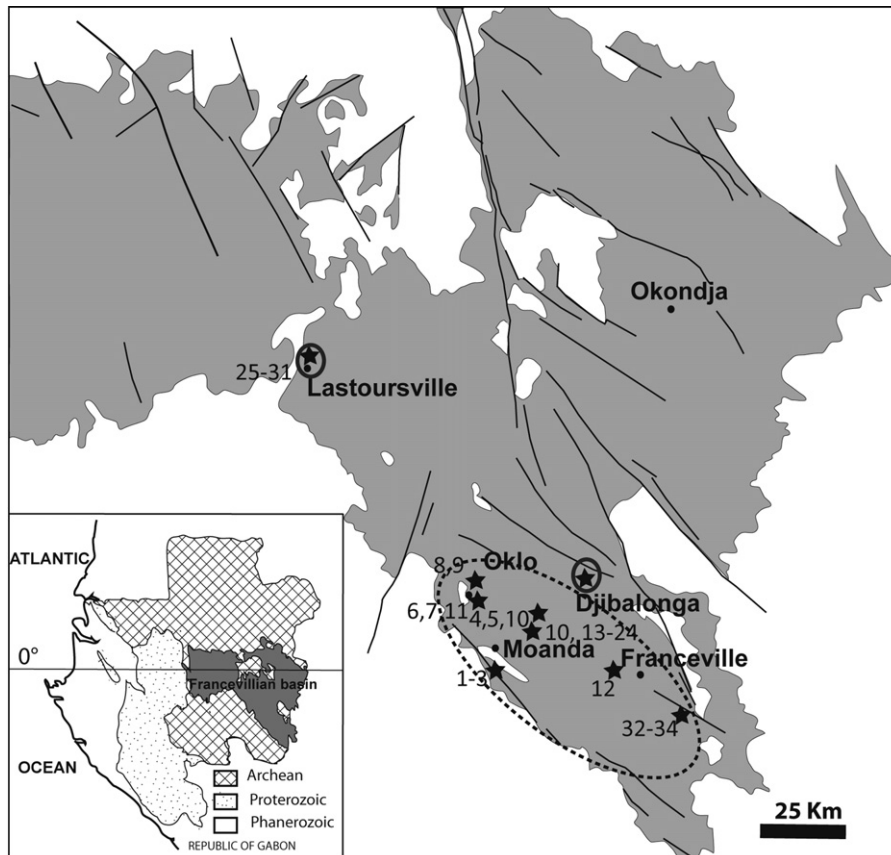 Okondja
25-31
Lastoursville
8,9
Oklo
6,7,11
4,5,10
Djibalonga
10, 13-24
Moanda
Franceville
1-3
12
32-34
25 Km
ATLANTIC
0°
Francevillian basin
OCEAN
Archean
Proterozoic
Phanerozoic
REPUBLIC OF GABON